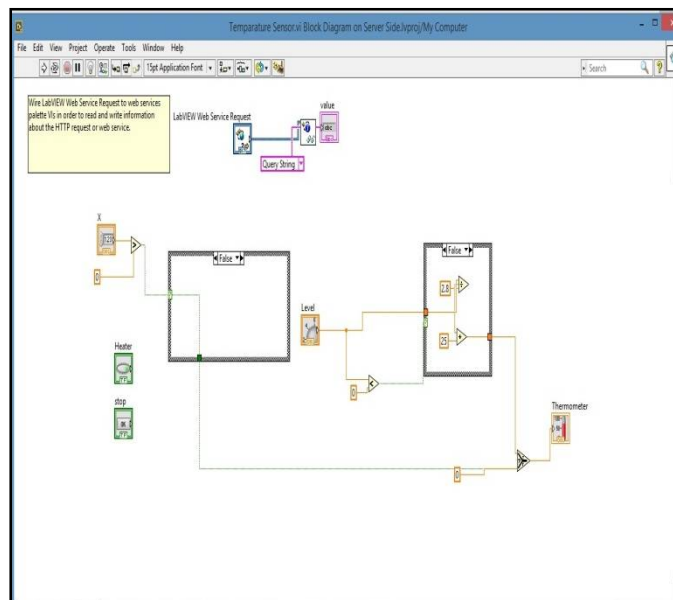 Temparature Sensor.vi Block Diagram on Server Side.lvproj/My Computer
File Edit View Project Operate Tools Window Help
15pt Application Font
Search
Wire LabVIEW Web Service Request to web services
palette VIs in order to read and write information
about the HTTP request or web service.
LabVIEW Web Service Request
value
abc
Query String
X
0
False
False
2.8
25
Level
0
Heater
stop
OK
Thermometer
0